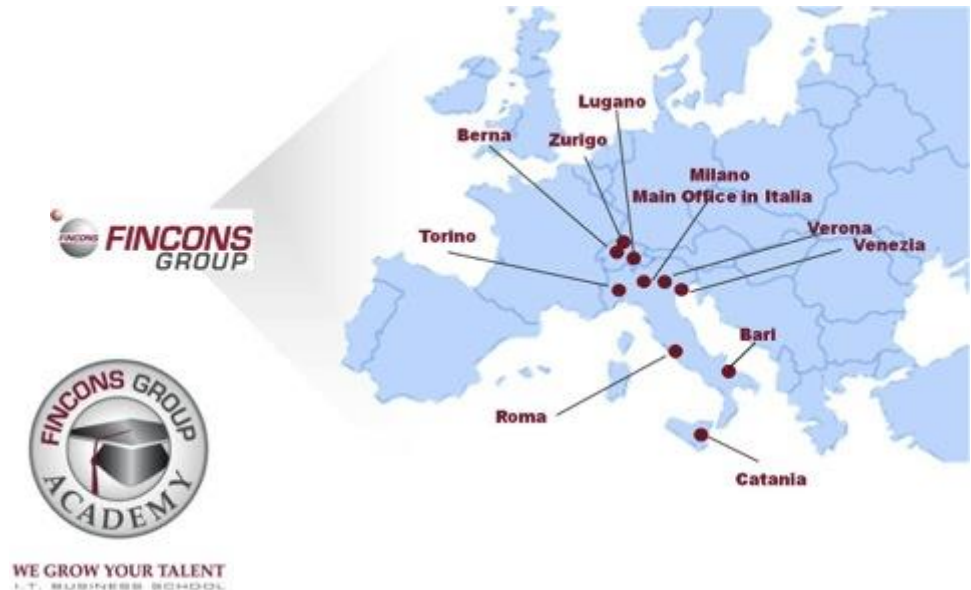 Lugano
Berna
Zurigo
Milano
Main Office in Italia
Torino
Verona
Venezia
FINCONS
FINCONS
GROUP
Bari
Roma
Catania
FINCONS GROUP
ACADEMY
WE GROW YOUR TALENT
I.T. BUSINESS SCHOOL